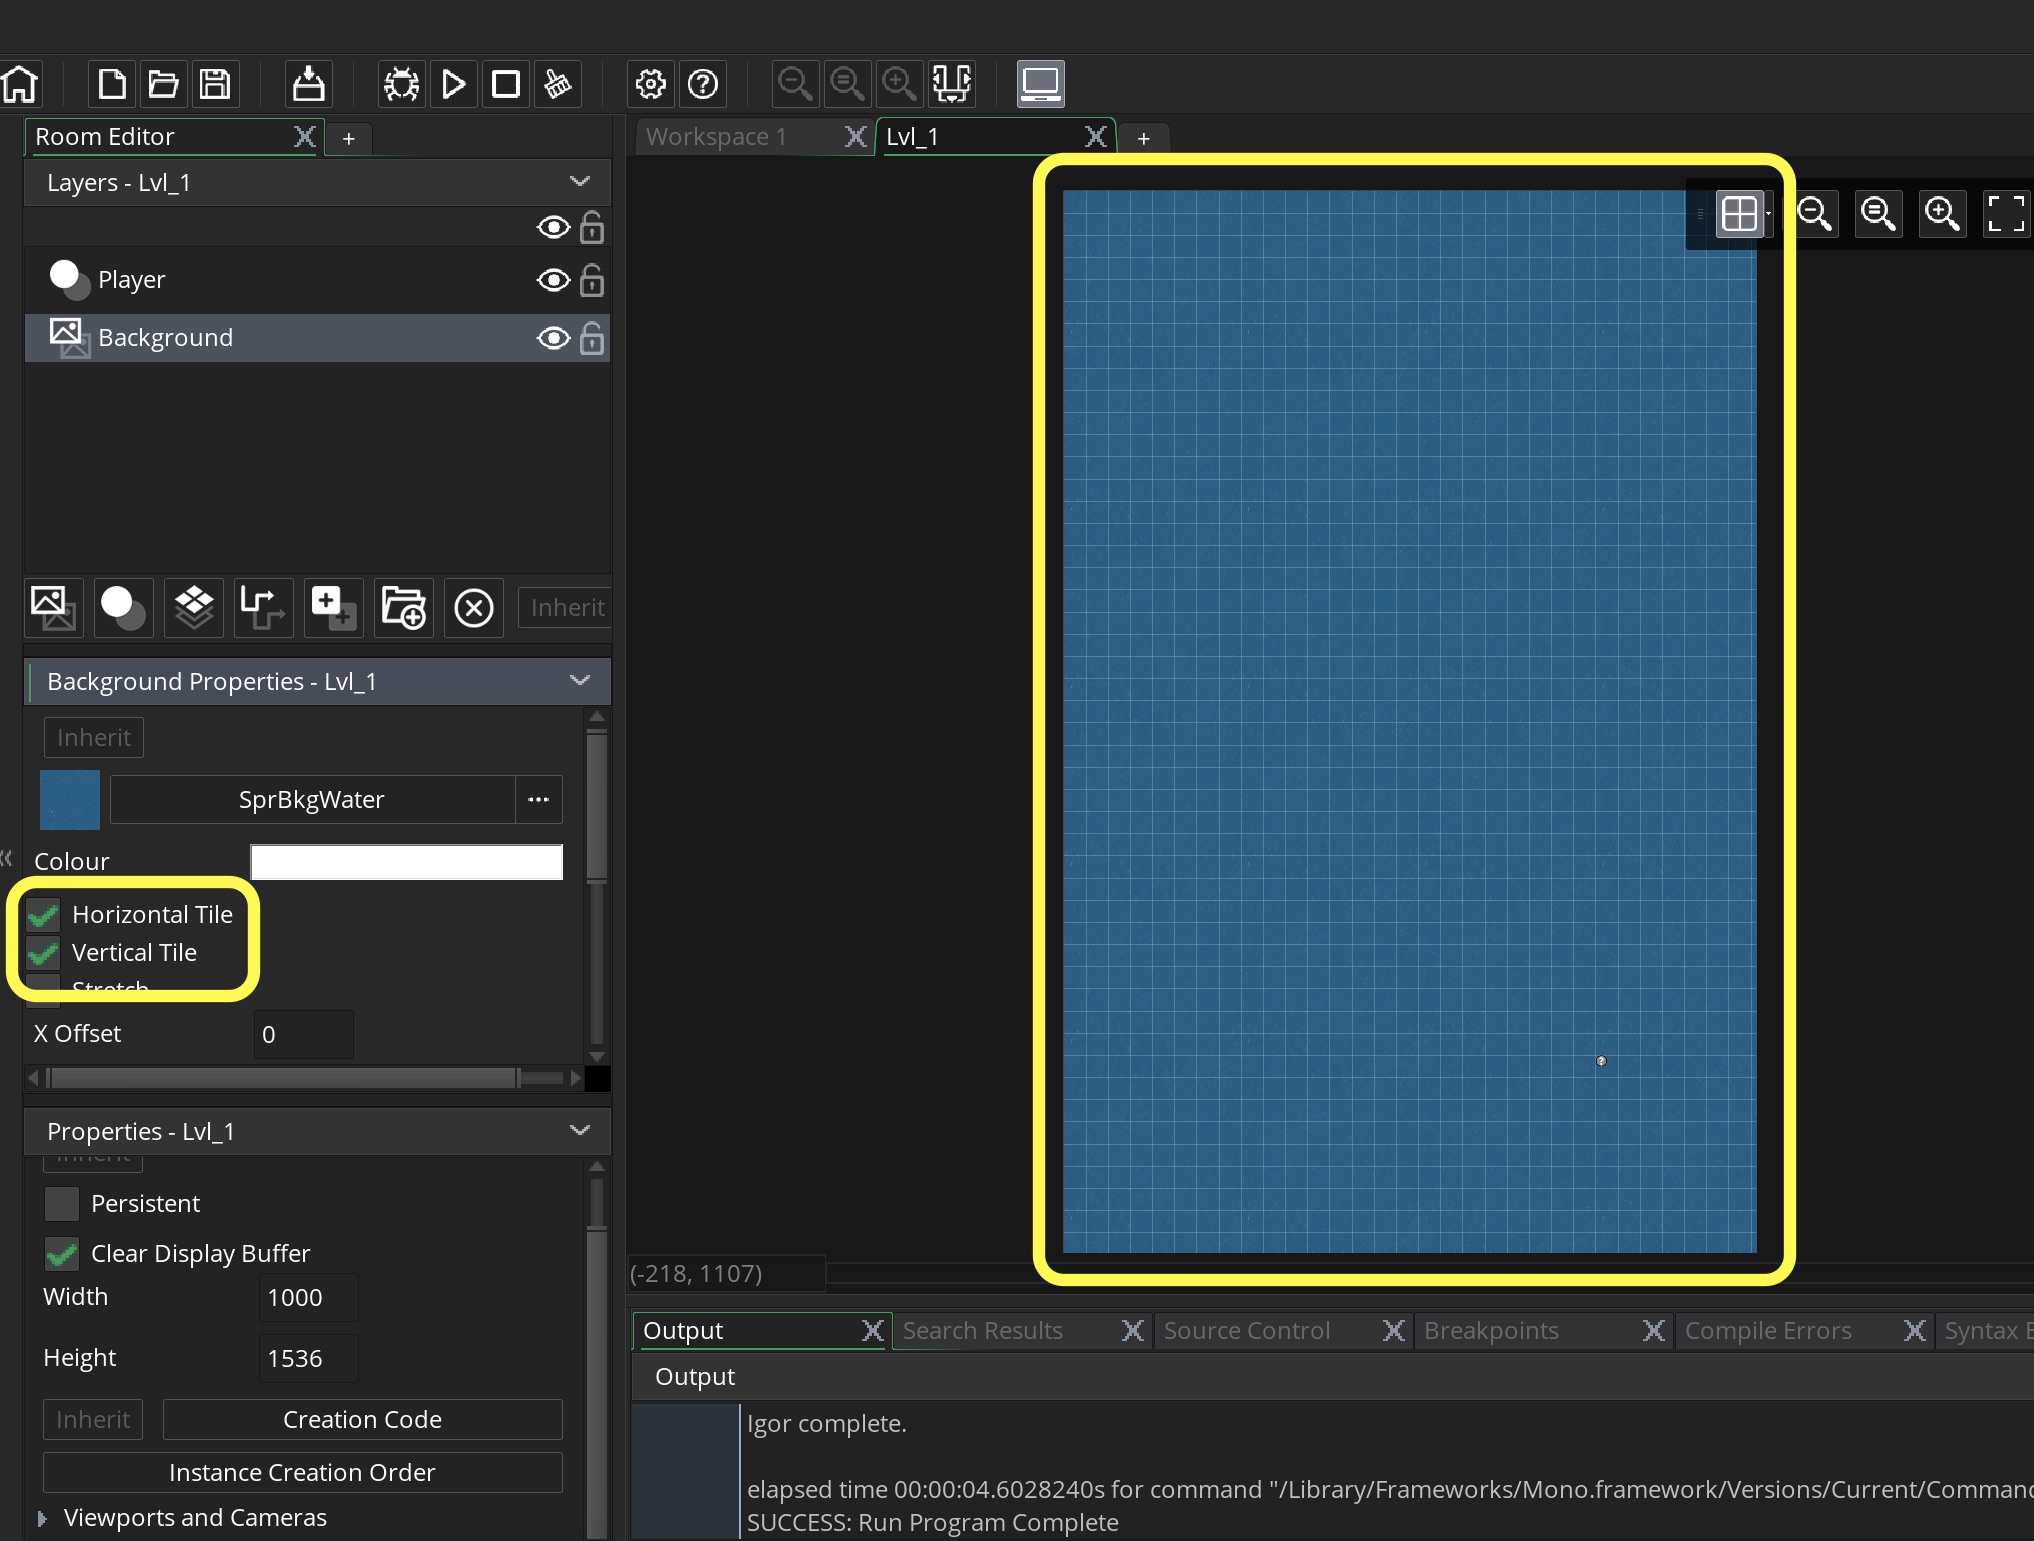 Room Editor
+
Workspace 1
Lvl_1
+
Layers - Lvl_1
Player
Background
Inherit
Background Properties - Lvl_1
Inherit
SprBkgWater
...
Colour
Horizontal Tile
Vertical Tile
Stretch
X Offset
0
Properties - Lvl_1
Inherit
Persistent
Clear Display Buffer
Width
1000
Height
1536
Inherit
Creation Code
Instance Creation Order
Viewports and Cameras
(-218, 1107)
Output
Search Results
Source Control
Breakpoints
Compile Errors
Syntax E
Output
Igor complete.
elapsed time 00:00:04.6028240s for command "/Library/Frameworks/Mono.framework/Versions/Current/Comman
SUCCESS: Run Program Complete